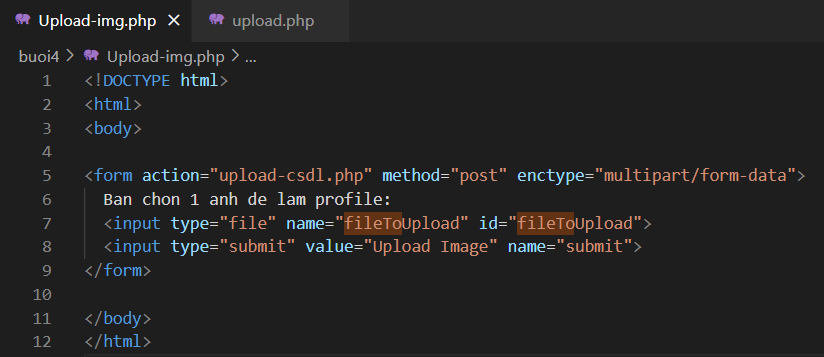 Upload-img.php × upload.php
buoi4 > Upload-img.php > ...
1 <!DOCTYPE html>
2 <html>
3 <body>
4
5 <form action="upload-csdl.php" method="post" enctype="multipart/form-data">
6 Ban chon 1 anh de lam profile:
7 <input type="file" name="fileToUpload" id="fileToUpload">
8 <input type="submit" value="Upload Image" name="submit">
9 </form>
10
11 </body>
12 </html>